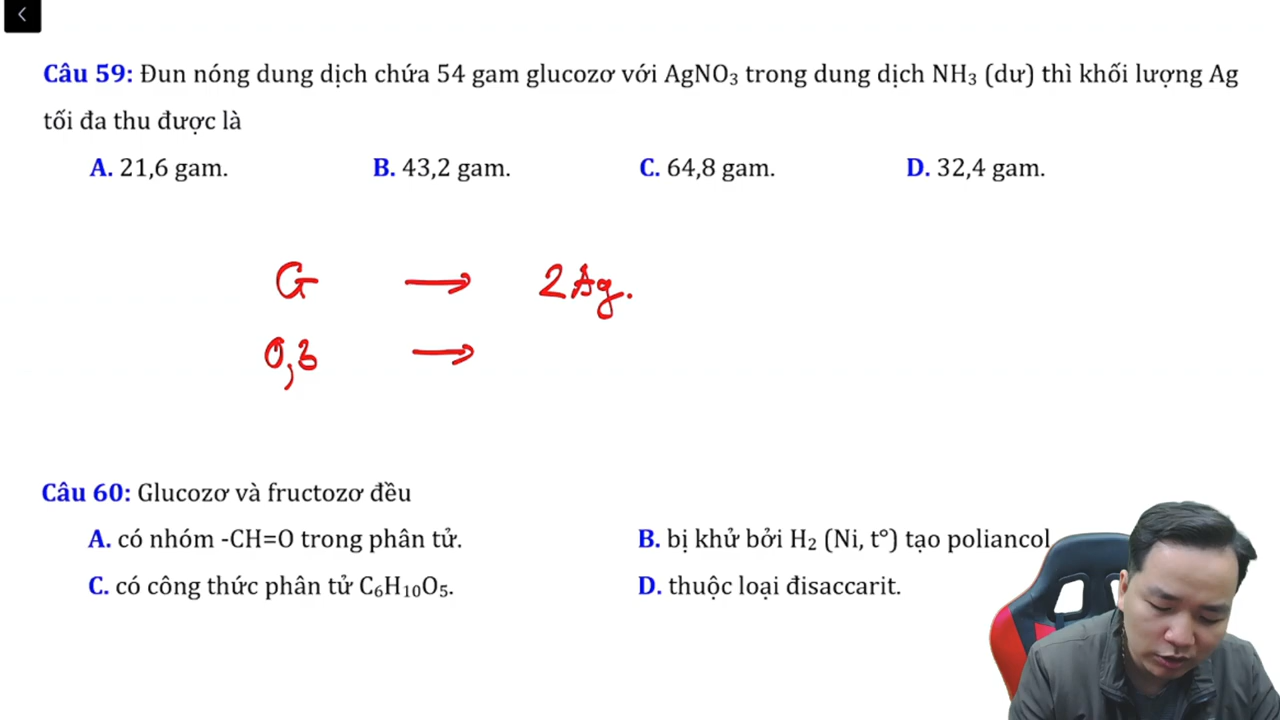 Câu 59: Đun nóng dung dịch chứa 54 gam glucozơ với AgNO₃ trong dung dịch NH₃ (dư) thì khối lượng Ag
tối đa thu được là
A. 21,6 gam. B. 43,2 gam. C. 64,8 gam. D. 32,4 gam.
G → 2Ag.
0,3 →
Câu 60: Glucozơ và fructozơ đều
A. có nhóm -CH=O trong phân tử. B. bị khử bởi H₂ (Ni, t°) tạo poliancol
C. có công thức phân tử C₆H₁₀O₅. D. thuộc loại đisaccarit.